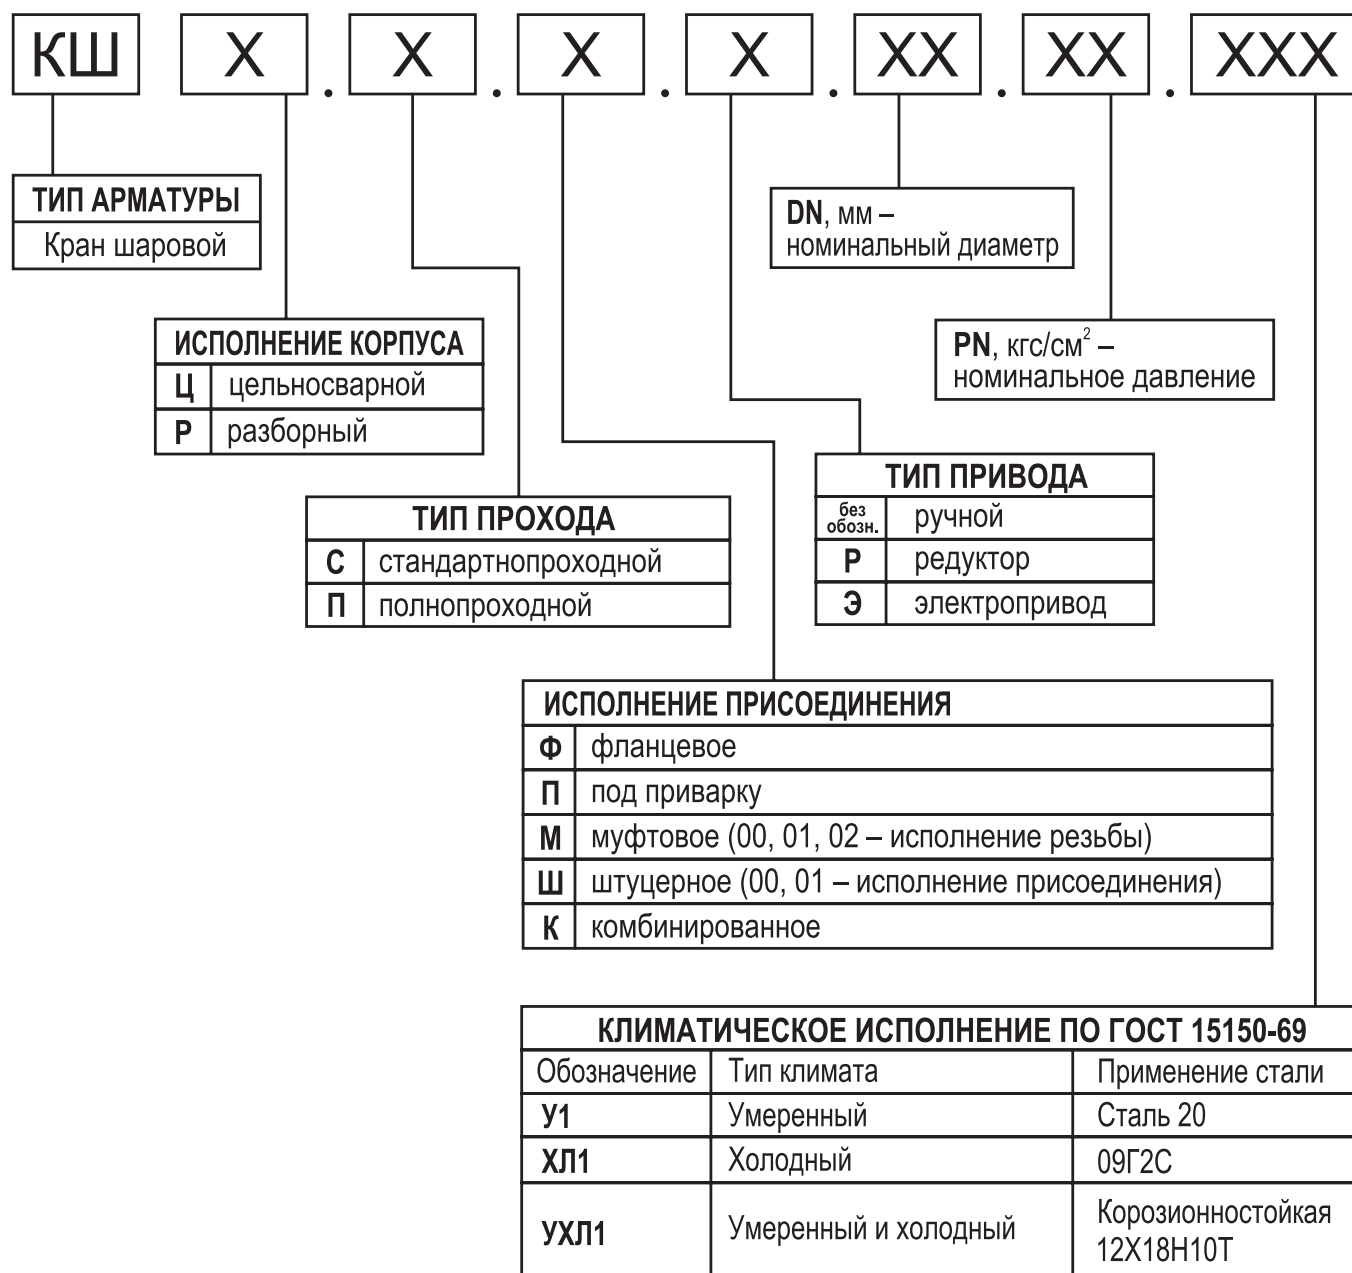 КШ Х . Х . Х . Х . ХХ . ХХ . ХХХ
ТИП АРМАТУРЫ
Кран шаровой
DN, мм –
номинальный диаметр
ИСПОЛНЕНИЕ КОРПУСА
Ц цельносварной
Р разборный
PN, кгс/см² –
номинальное давление
ТИП ПРОХОДА
С стандартнопроходной
П полнопроходной
ТИП ПРИВОДА
без
обозн. ручной
Р редуктор
Э электропривод
ИСПОЛНЕНИЕ ПРИСОЕДИНЕНИЯ
Ф фланцевое
П под приварку
М муфтовое (00, 01, 02 – исполнение резьбы)
Ш штуцерное (00, 01 – исполнение присоединения)
К комбинированное
КЛИМАТИЧЕСКОЕ ИСПОЛНЕНИЕ ПО ГОСТ 15150-69
Обозначение Тип климата Применение стали
У1 Умеренный Сталь 20
ХЛ1 Холодный 09Г2С
УХЛ1 Умеренный и холодный Корозионностойкая
12Х18Н10Т